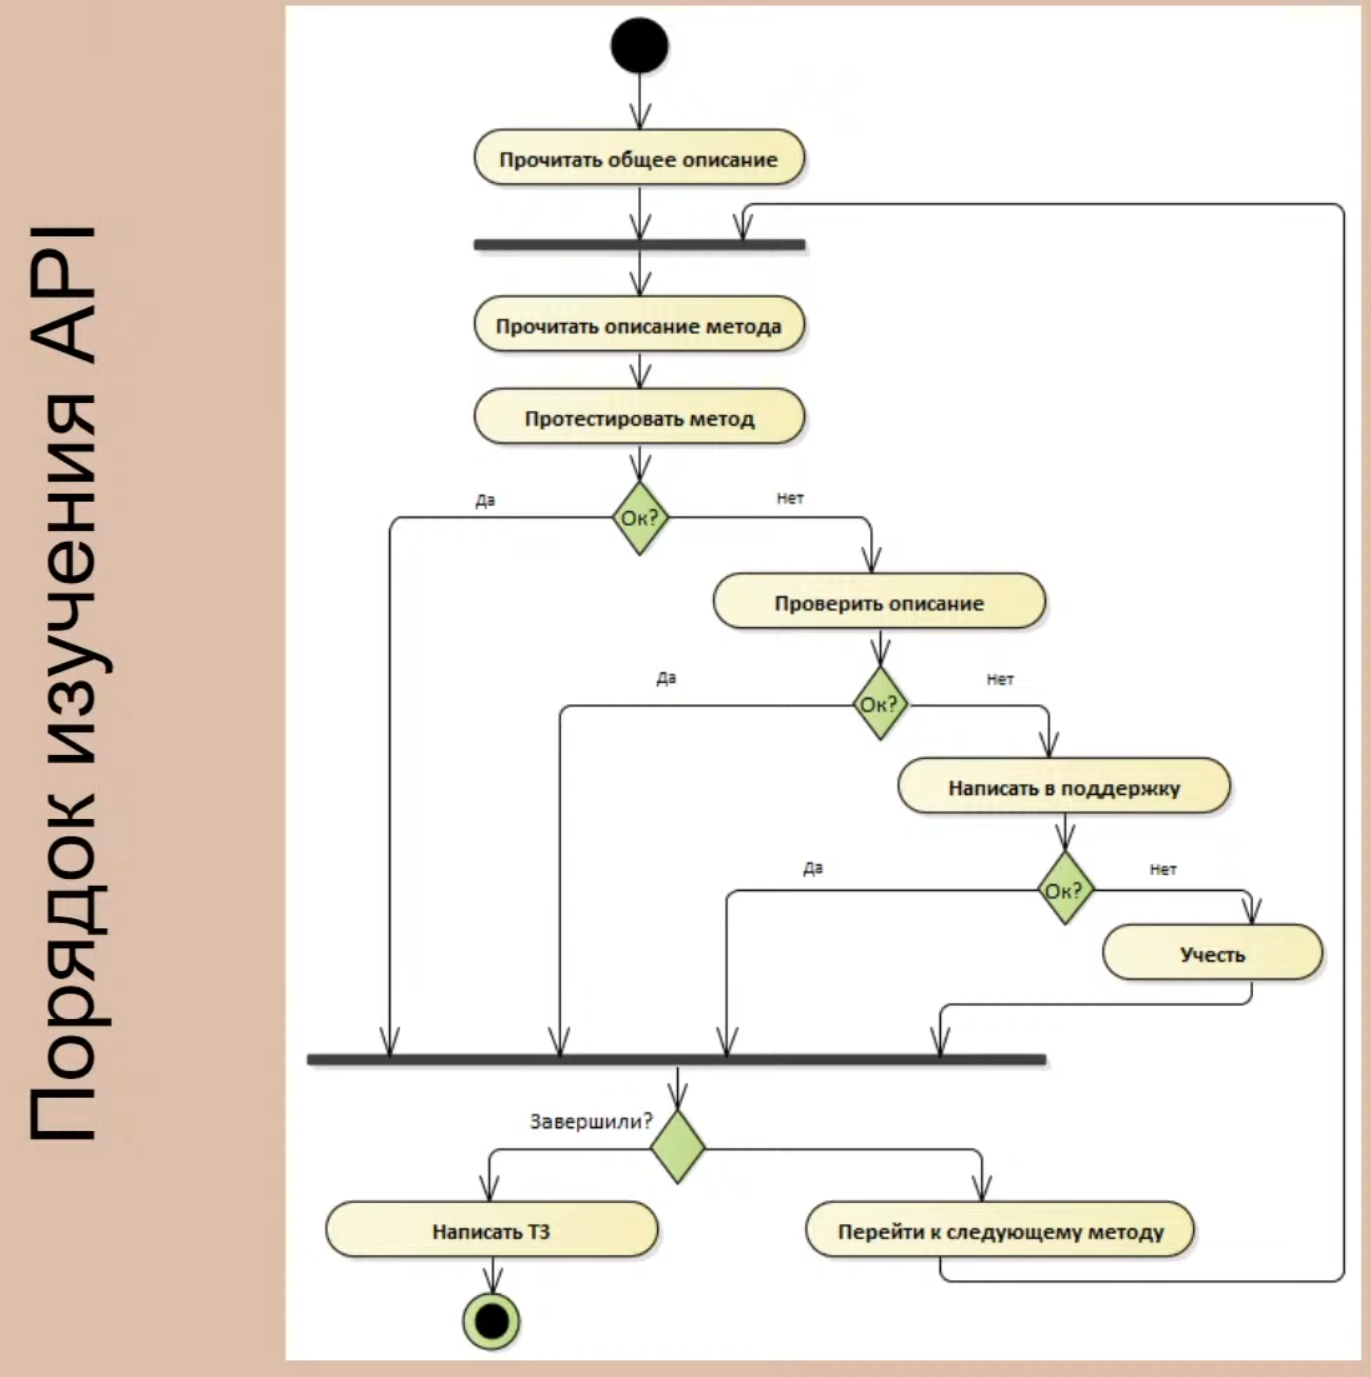 Порядок изучения API
Прочитать общее описание
Прочитать описание метода
Протестировать метод
Да
Ок?
Нет
Проверить описание
Да
Ок?
Нет
Написать в поддержку
Да
Ок?
Нет
Учесть
Завершили?
Написать ТЗ
Перейти к следующему методу